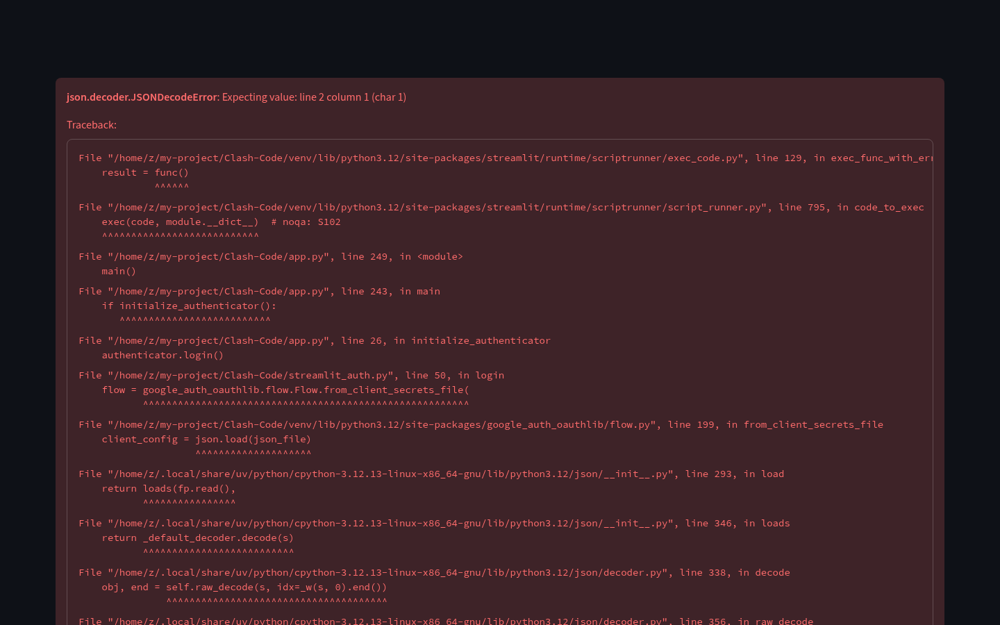 json.decoder.JSONDecodeError: Expecting value: line 2 column 1 (char 1)
Traceback:
File "/home/z/my-project/Clash-Code/venv/lib/python3.12/site-packages/streamlit/runtime/scriptrunner/exec_code.py", line 129, in exec_func_with_err
    result = func()
             ^^^^^^
File "/home/z/my-project/Clash-Code/venv/lib/python3.12/site-packages/streamlit/runtime/scriptrunner/script_runner.py", line 795, in code_to_exec
    exec(code, module.__dict__)  # noqa: S102
    ^^^^^^^^^^^^^^^^^^^^^^^^^^^
File "/home/z/my-project/Clash-Code/app.py", line 249, in <module>
    main()
File "/home/z/my-project/Clash-Code/app.py", line 243, in main
    if initialize_authenticator():
       ^^^^^^^^^^^^^^^^^^^^^^^^^^
File "/home/z/my-project/Clash-Code/app.py", line 26, in initialize_authenticator
    authenticator.login()
File "/home/z/my-project/Clash-Code/streamlit_auth.py", line 50, in login
    flow = google_auth_oauthlib.flow.Flow.from_client_secrets_file(
           ^^^^^^^^^^^^^^^^^^^^^^^^^^^^^^^^^^^^^^^^^^^^^^^^^^^^^^^^
File "/home/z/my-project/Clash-Code/venv/lib/python3.12/site-packages/google_auth_oauthlib/flow.py", line 199, in from_client_secrets_file
    client_config = json.load(json_file)
                    ^^^^^^^^^^^^^^^^^^^^
File "/home/z/.local/share/uv/python/cpython-3.12.13-linux-x86_64-gnu/lib/python3.12/json/__init__.py", line 293, in load
    return loads(fp.read(),
           ^^^^^^^^^^^^^^^^
File "/home/z/.local/share/uv/python/cpython-3.12.13-linux-x86_64-gnu/lib/python3.12/json/__init__.py", line 346, in loads
    return _default_decoder.decode(s)
           ^^^^^^^^^^^^^^^^^^^^^^^^^^
File "/home/z/.local/share/uv/python/cpython-3.12.13-linux-x86_64-gnu/lib/python3.12/json/decoder.py", line 338, in decode
    obj, end = self.raw_decode(s, idx=_w(s, 0).end())
               ^^^^^^^^^^^^^^^^^^^^^^^^^^^^^^^^^^^^^^
File "/home/z/.local/share/uv/python/cpython-3.12.13-linux-x86_64-gnu/lib/python3.12/json/decoder.py", line 356, in raw_decode